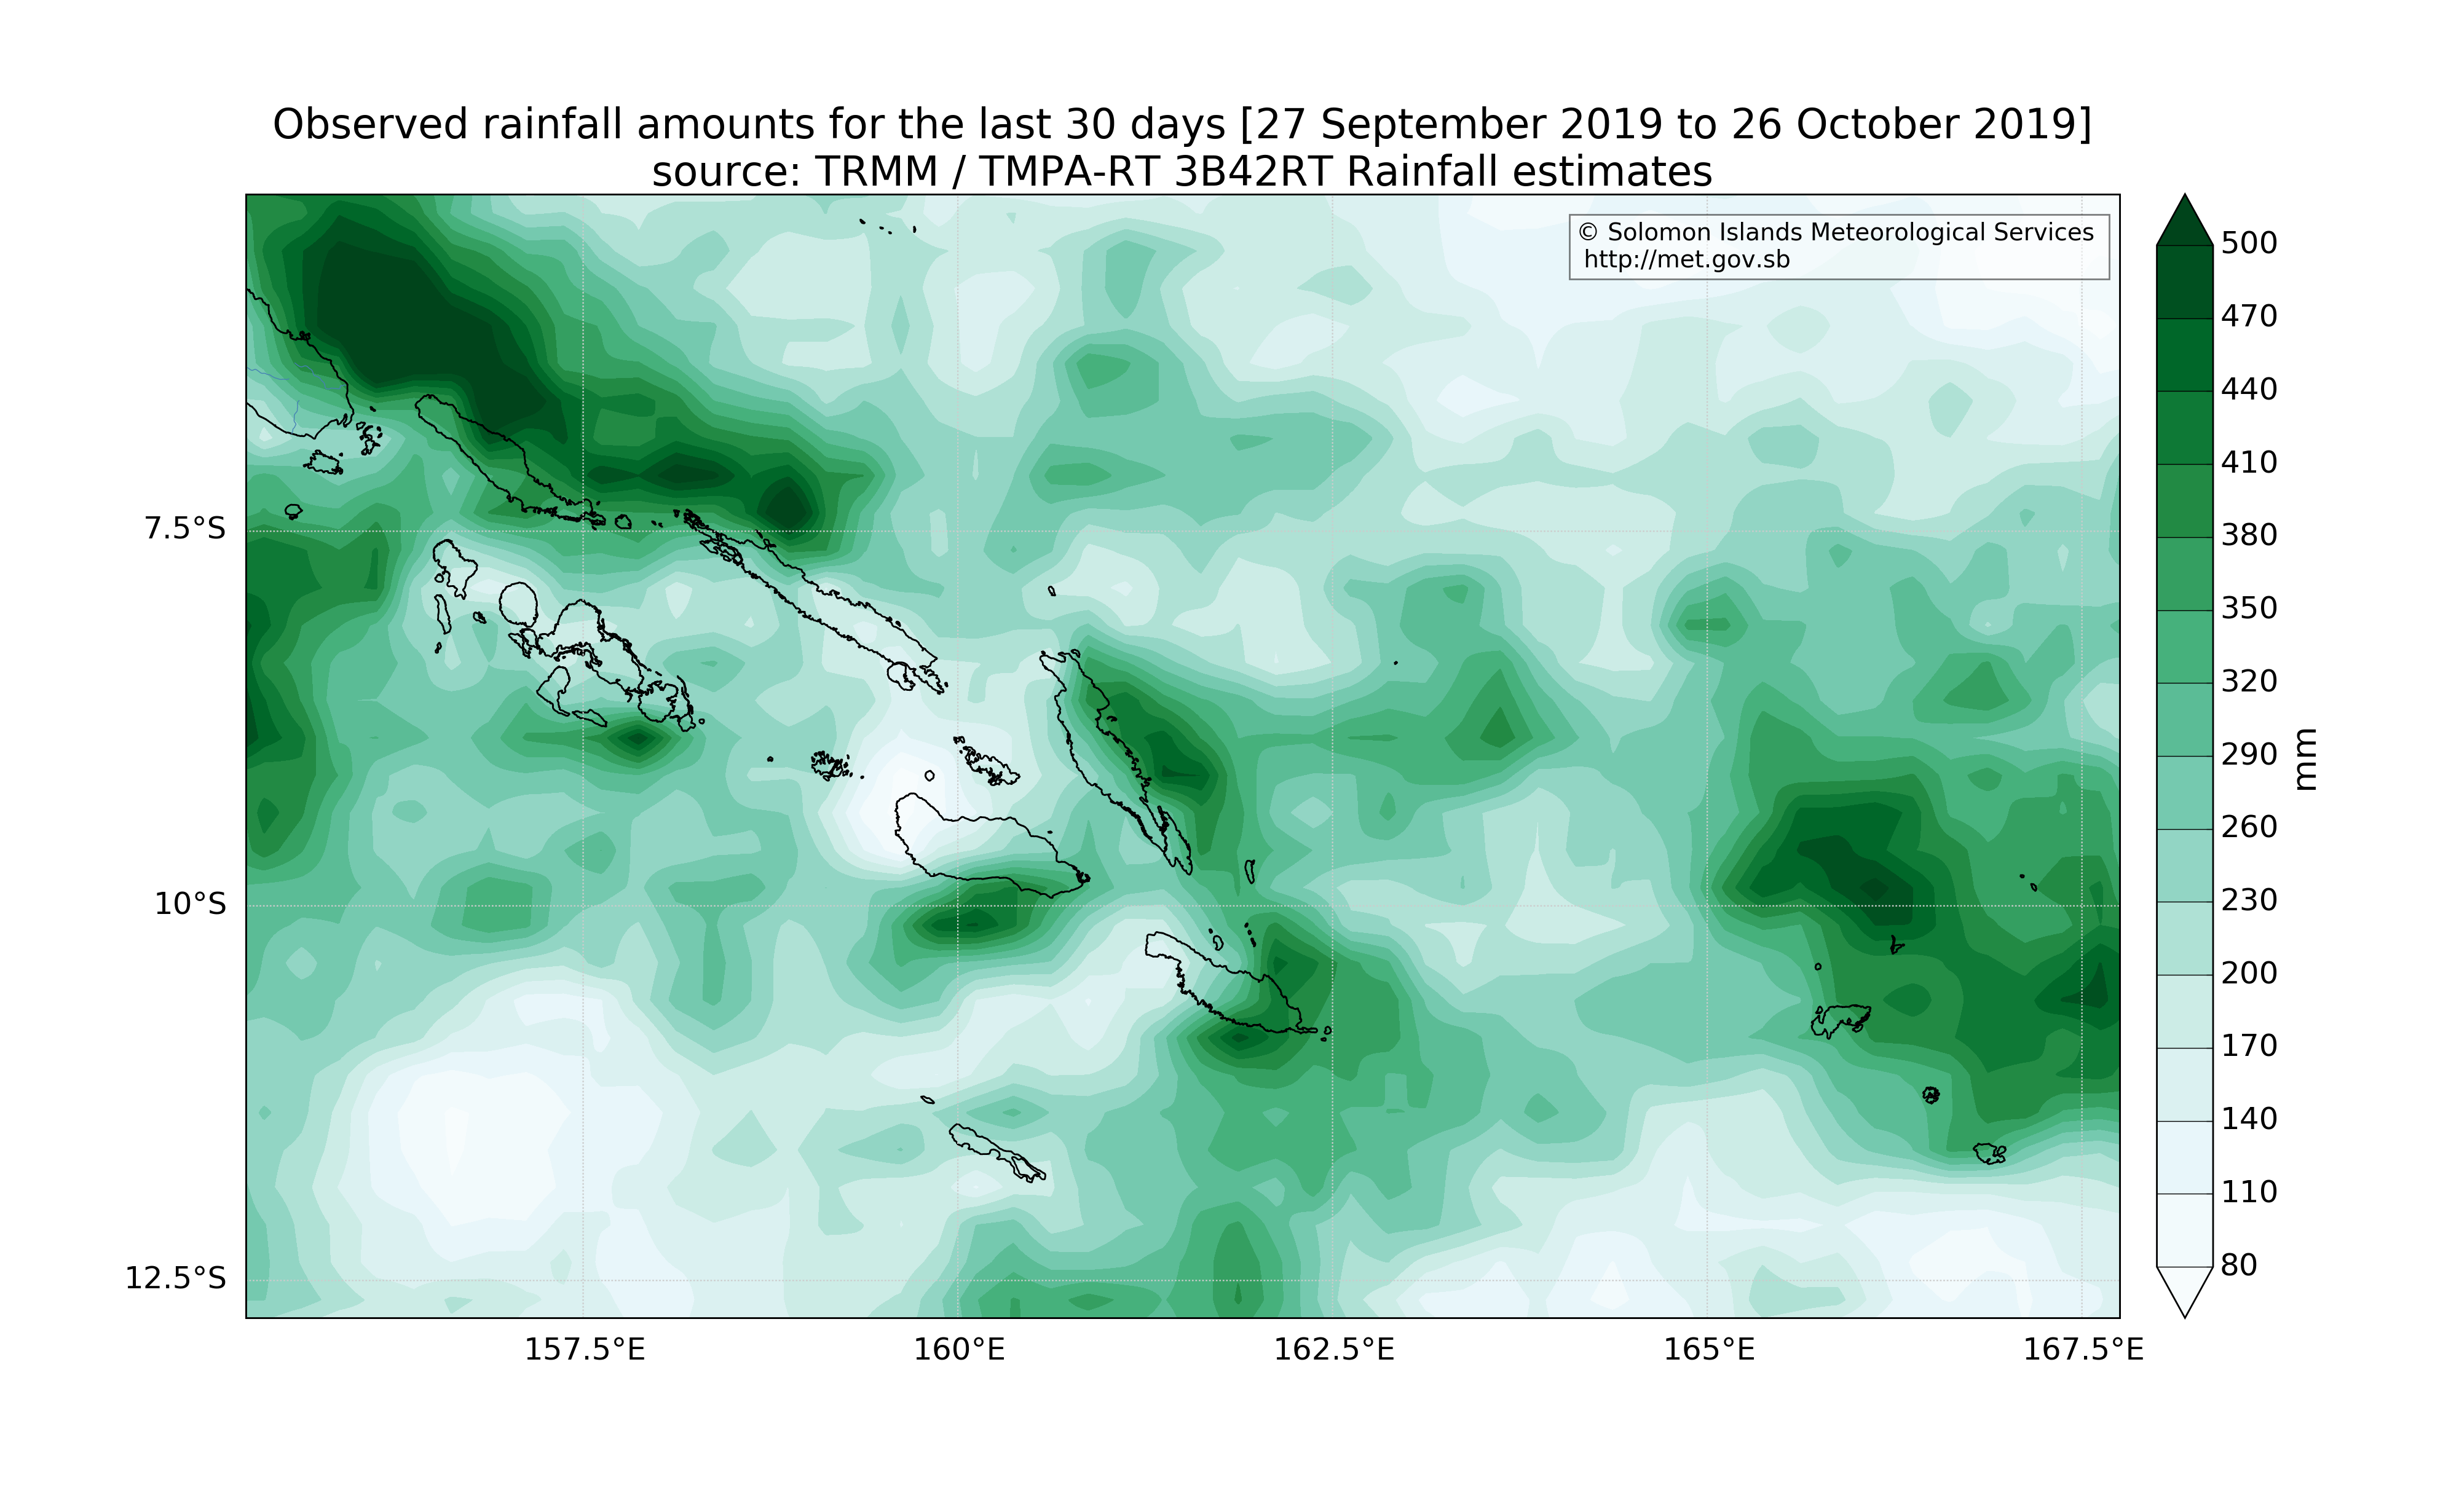 Observed rainfall amounts for the last 30 days [27 September 2019 to 26 October 2019]
source: TRMM / TMPA-RT 3B42RT Rainfall estimates
© Solomon Islands Meteorological Services
http://met.gov.sb
7.5°S
10°S
12.5°S
157.5°E
160°E
162.5°E
165°E
167.5°E
500
470
440
410
380
350
320
290
260
230
200
170
140
110
80
mm